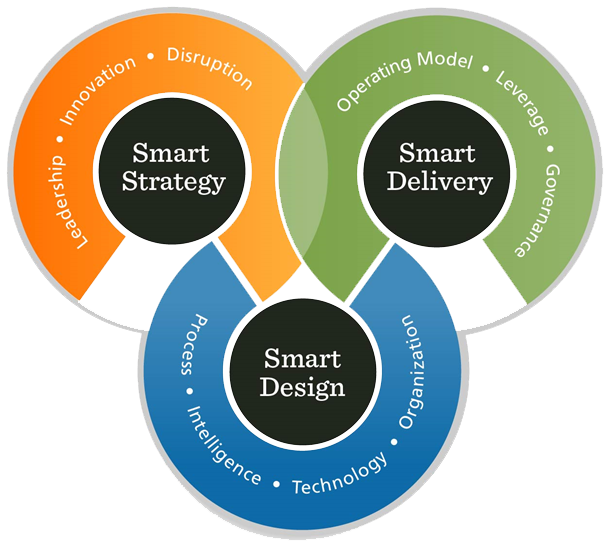 Leadership • Innovation • Disruption
Smart
Strategy
Operating Model • Leverage • Governance
Smart
Delivery
Smart
Design
Process • Intelligence • Technology • Organization